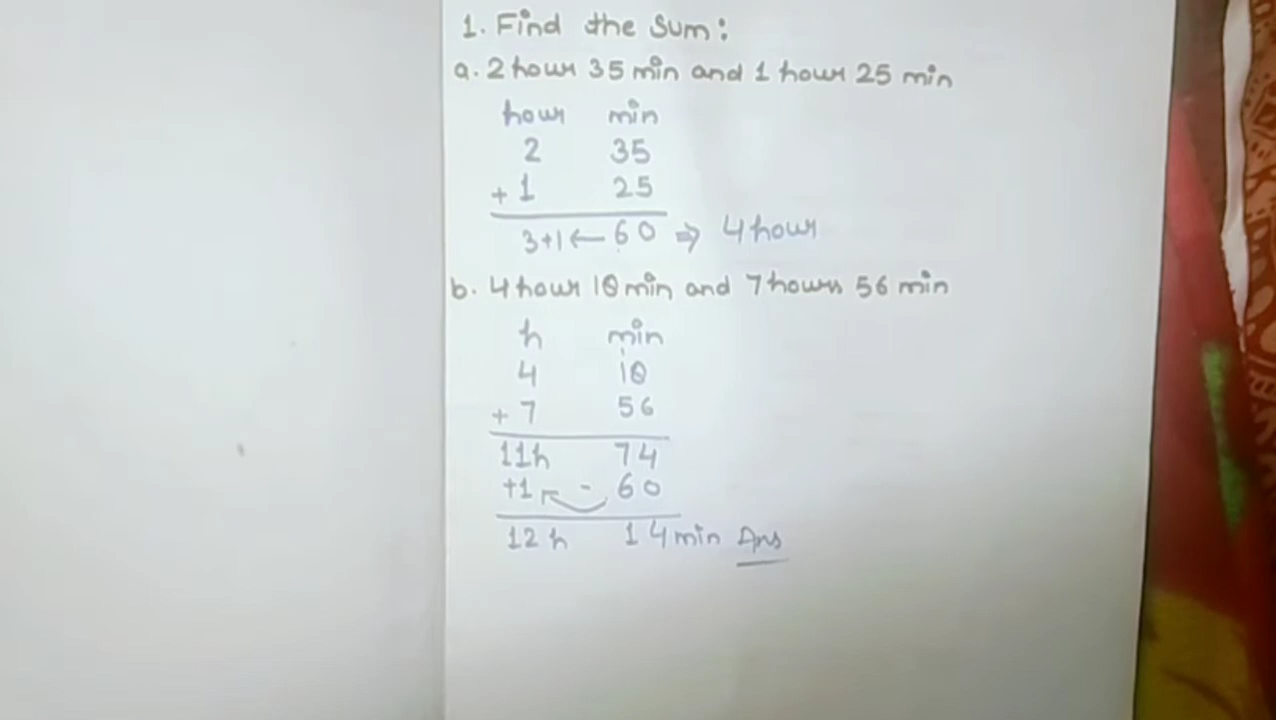 1. Find the Sum:
a. 2 hour 35 min and 1 hour 25 min
hour min
2 35
+ 1 25
3+1 ← 60 ⇒ 4 hour
b. 4 hour min and 7 hours 56 min
h min
4
+ 7 56
11h 74
+1 - 60
12 h 14 min Ans